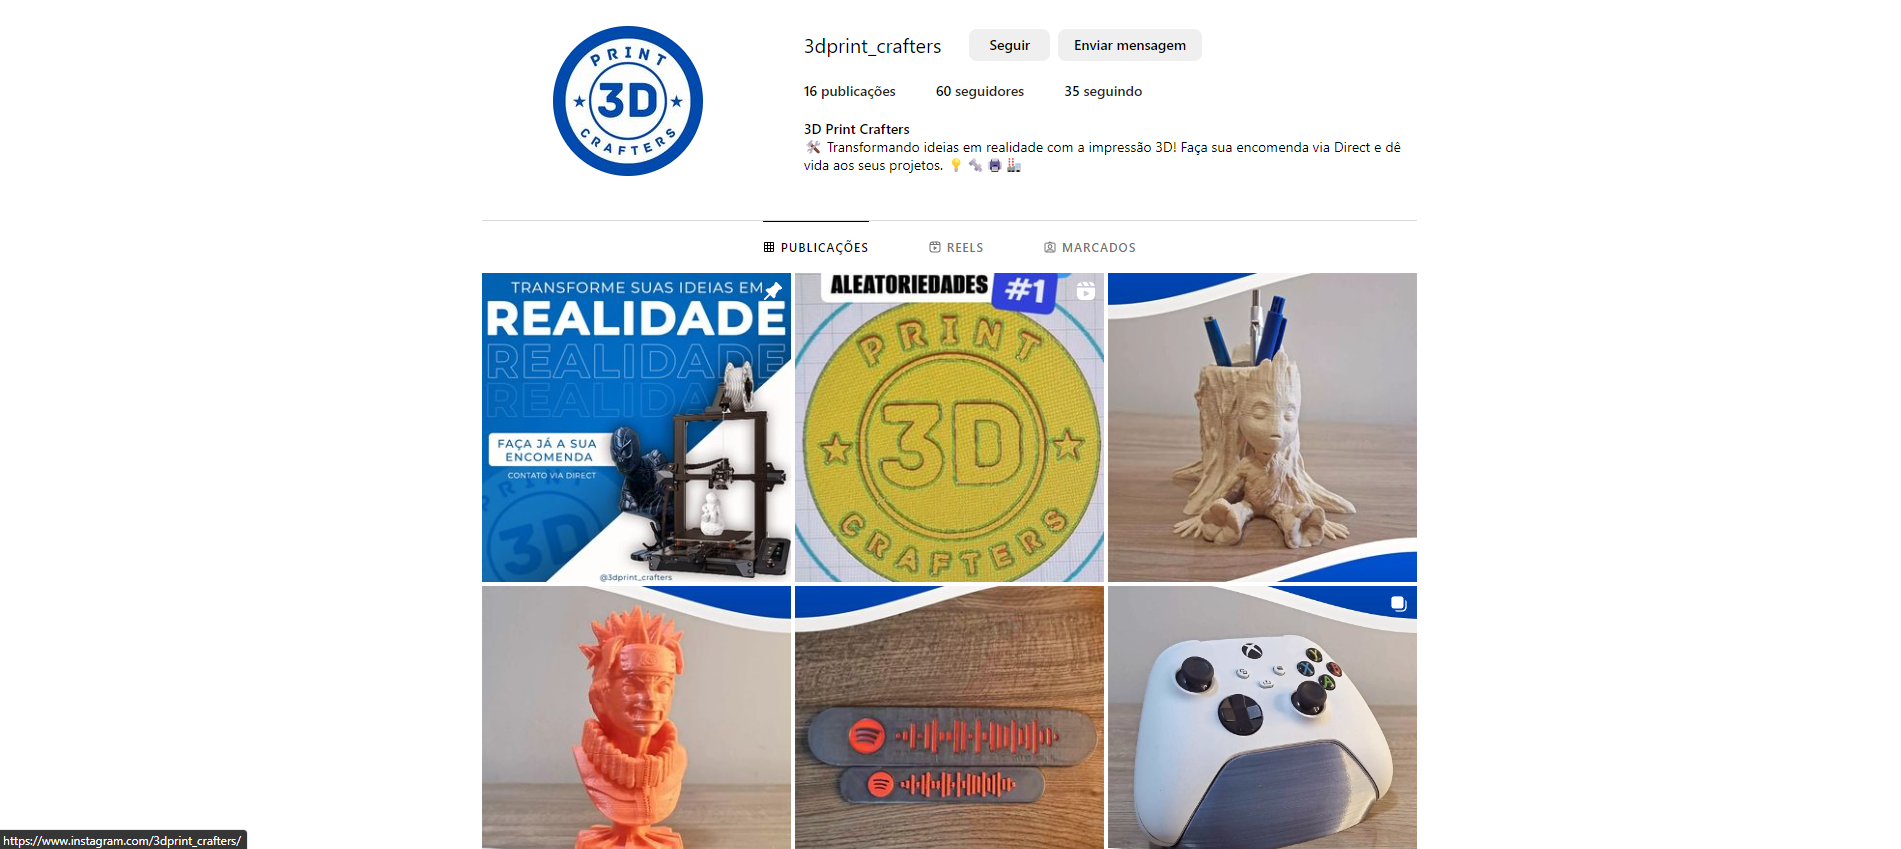 PRINT
3D
CRAFTERS
3dprint_crafters
Seguir
Enviar mensagem
16 publicações
60 seguidores
35 seguindo
3D Print Crafters
🛠️ Transformando ideias em realidade com a impressão 3D! Faça sua encomenda via Direct e dê
vida aos seus projetos. 💡 🔩 🖨️ 🏭
PUBLICAÇÕES
REELS
MARCADOS
TRANSFORME SUAS IDEIAS EM
REALIDADE
REALIDADE
REALIDADE
FAÇA JÁ A SUA
ENCOMENDA
CONTATO VIA DIRECT
PRINT
3D
@3dprint_crafters
ALEATORIEDADES
#1
PRINT
3D
CRAFTERS
Y
X
B
A
https://www.instagram.com/3dprint_crafters/